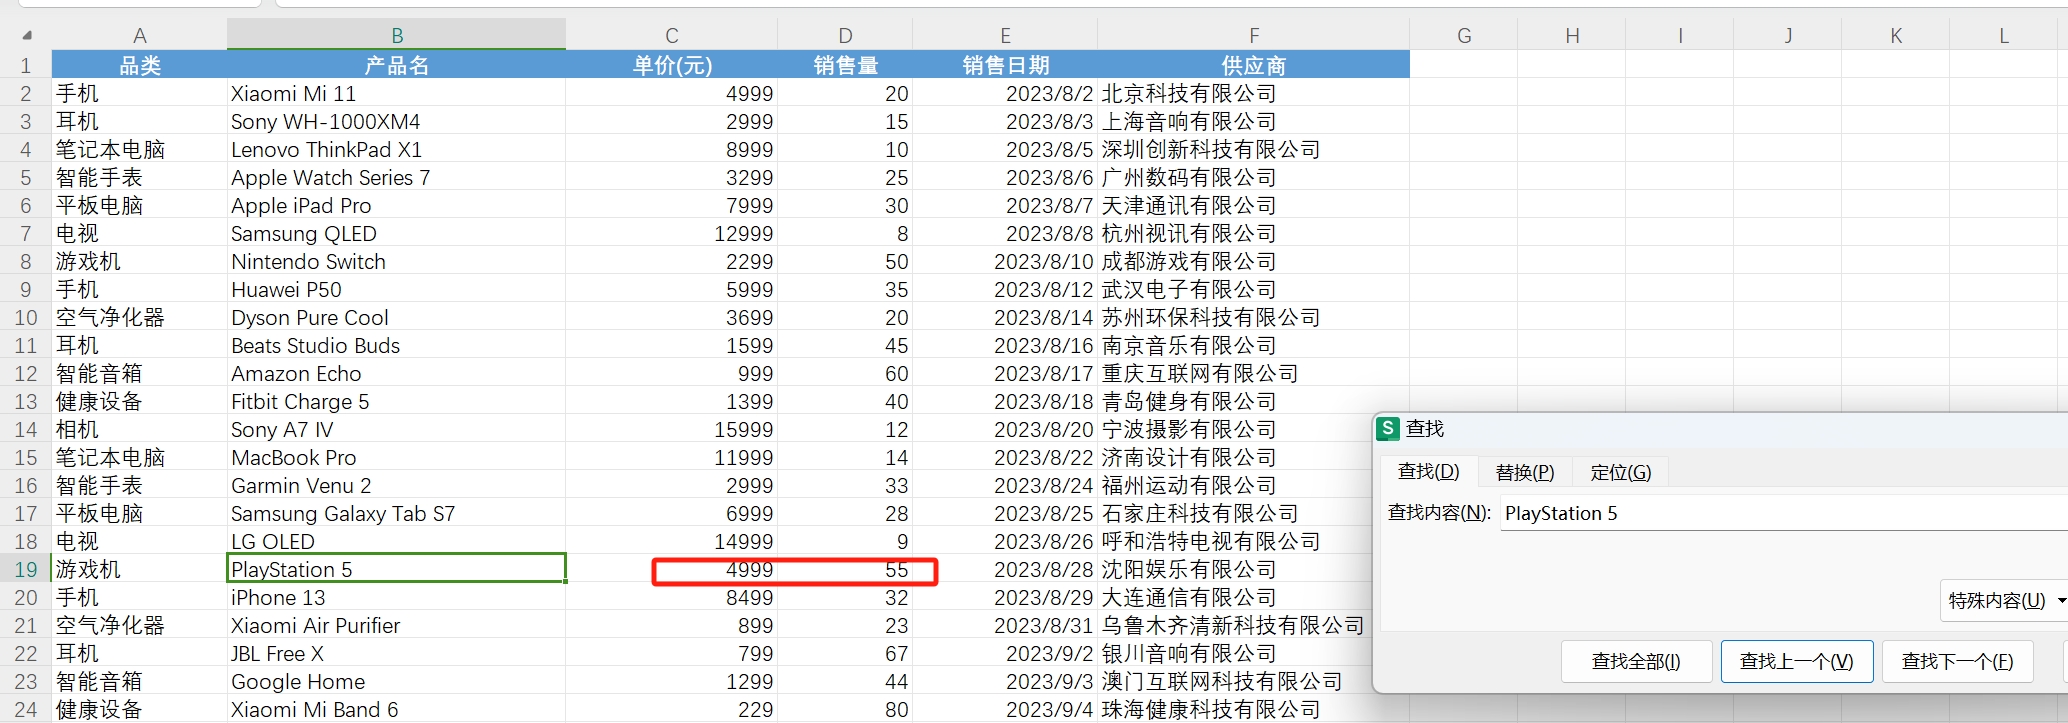 A B C D E F G H I J K L
1 品类 产品名 单价(元) 销售量 销售日期 供应商
2 手机 Xiaomi Mi 11 4999 20 2023/8/2 北京科技有限公司
3 耳机 Sony WH-1000XM4 2999 15 2023/8/3 上海音响有限公司
4 笔记本电脑 Lenovo ThinkPad X1 8999 10 2023/8/5 深圳创新科技有限公司
5 智能手表 Apple Watch Series 7 3299 25 2023/8/6 广州数码有限公司
6 平板电脑 Apple iPad Pro 7999 30 2023/8/7 天津通讯有限公司
7 电视 Samsung QLED 12999 8 2023/8/8 杭州视讯有限公司
8 游戏机 Nintendo Switch 2299 50 2023/8/10 成都游戏有限公司
9 手机 Huawei P50 5999 35 2023/8/12 武汉电子有限公司
10 空气净化器 Dyson Pure Cool 3699 20 2023/8/14 苏州环保科技有限公司
11 耳机 Beats Studio Buds 1599 45 2023/8/16 南京音乐有限公司
12 智能音箱 Amazon Echo 999 60 2023/8/17 重庆互联网有限公司
13 健康设备 Fitbit Charge 5 1399 40 2023/8/18 青岛健身有限公司
14 相机 Sony A7 IV 15999 12 2023/8/20 宁波摄影有限公司
15 笔记本电脑 MacBook Pro 11999 14 2023/8/22 济南设计有限公司
16 智能手表 Garmin Venu 2 2999 33 2023/8/24 福州运动有限公司
17 平板电脑 Samsung Galaxy Tab S7 6999 28 2023/8/25 石家庄科技有限公司
18 电视 LG OLED 14999 9 2023/8/26 呼和浩特电视有限公司
19 游戏机 PlayStation 5 4999 55 2023/8/28 沈阳娱乐有限公司
20 手机 iPhone 13 8499 32 2023/8/29 大连通信有限公司
21 空气净化器 Xiaomi Air Purifier 899 23 2023/8/31 乌鲁木齐清新科技有限公司
22 耳机 JBL Free X 799 67 2023/9/2 银川音响有限公司
23 智能音箱 Google Home 1299 44 2023/9/3 澳门互联网科技有限公司
24 健康设备 Xiaomi Mi Band 6 229 80 2023/9/4 珠海健康科技有限公司
S 查找
查找(D) 替换(P) 定位(G)
查找内容(N): PlayStation 5
特殊内容(U)
查找全部(I) 查找上一个(V) 查找下一个(F)